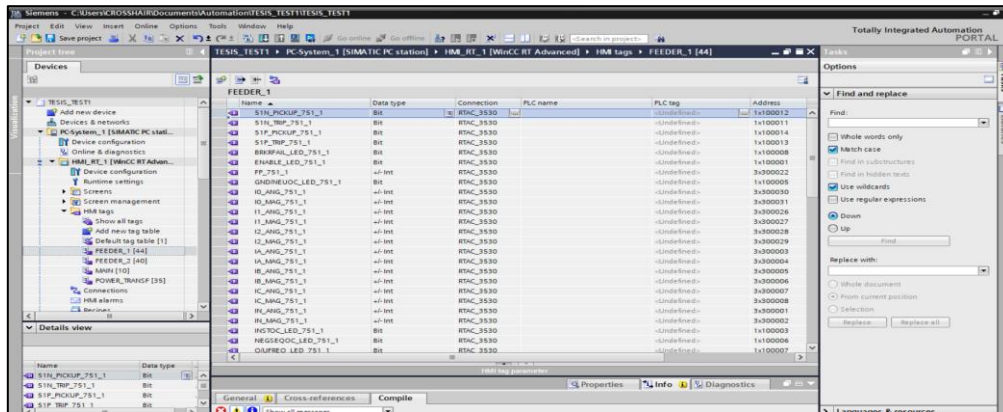 Siemens - C:\Users\CROSSHAIR\Documents\Automation\TESIS_TEST1\TESIS_TEST1
Project Edit View Insert Online Options Tools Window Help
Save project Go online Go offline <Search in project>
Totally Integrated Automation
PORTAL
Project tree
TESIS_TEST1 PC-System_1 [SIMATIC PC station] HMI_RT_1 [WinCC RT Advanced] HMI tags FEEDER_1 [44]
Tasks
Devices
Options
Visualization
TESIS_TEST1
Add new device
Devices & networks
PC-System_1 [SIMATIC PC stati...
Device configuration
Online & diagnostics
HMI_RT_1 [WinCC RT Advan...
Device configuration
Runtime settings
Screens
Screen management
HMI tags
Show all tags
Add new tag table
Default tag table [1]
FEEDER_1 [44]
FEEDER_2 [40]
MAIN [10]
POWER_TRANSF [35]
Connections
HMI alarms
Recipes
Details view
Name Data type
51N_PICKUP_751_1 Bit
51N_TRIP_751_1 Bit
51P_PICKUP_751_1 Bit
51P_TRIP_751_1 Bit
FEEDER_1
Name Data type Connection PLC name PLC tag Address
51N_PICKUP_751_1 Bit RTAC_3530 <Undefined> 1x100012
51N_TRIP_751_1 Bit RTAC_3530 <Undefined> 1x100011
51P_PICKUP_751_1 Bit RTAC_3530 <Undefined> 1x100014
51P_TRIP_751_1 Bit RTAC_3530 <Undefined> 1x100013
BRKRFAIL_LED_751_1 Bit RTAC_3530 <Undefined> 1x100008
ENABLE_LED_751_1 Bit RTAC_3530 <Undefined> 1x100001
FP_751_1 +/- Int RTAC_3530 <Undefined> 3x300022
GNDINEUOC_LED_751_1 Bit RTAC_3530 <Undefined> 1x100005
I0_ANG_751_1 +/- Int RTAC_3530 <Undefined> 3x300030
I0_MAG_751_1 +/- Int RTAC_3530 <Undefined> 3x300031
I1_ANG_751_1 +/- Int RTAC_3530 <Undefined> 3x300026
I1_MAG_751_1 +/- Int RTAC_3530 <Undefined> 3x300027
I2_ANG_751_1 +/- Int RTAC_3530 <Undefined> 3x300028
I2_MAG_751_1 +/- Int RTAC_3530 <Undefined> 3x300029
IA_ANG_751_1 +/- Int RTAC_3530 <Undefined> 3x300003
IA_MAG_751_1 +/- Int RTAC_3530 <Undefined> 3x300004
IB_ANG_751_1 +/- Int RTAC_3530 <Undefined> 3x300005
IB_MAG_751_1 +/- Int RTAC_3530 <Undefined> 3x300006
IC_ANG_751_1 +/- Int RTAC_3530 <Undefined> 3x300007
IC_MAG_751_1 +/- Int RTAC_3530 <Undefined> 3x300008
IN_ANG_751_1 +/- Int RTAC_3530 <Undefined> 3x300001
IN_MAG_751_1 +/- Int RTAC_3530 <Undefined> 3x300002
INSTOC_LED_751_1 Bit RTAC_3530 <Undefined> 1x100003
NEGSEQOC_LED_751_1 Bit RTAC_3530 <Undefined> 1x100006
O/UFREQ_LED_751_1 Bit RTAC_3530 <Undefined> 1x100007
HMI tag parameter
Properties Info Diagnostics
General Cross-references Compile
Show all messages
Find and replace
Find:
Whole words only
Match case
Find in substructures
Find in hidden texts
Use wildcards
Use regular expressions
Down
Up
Find
Replace with:
Whole document
From current position
Selection
Replace Replace all
Languages & resources